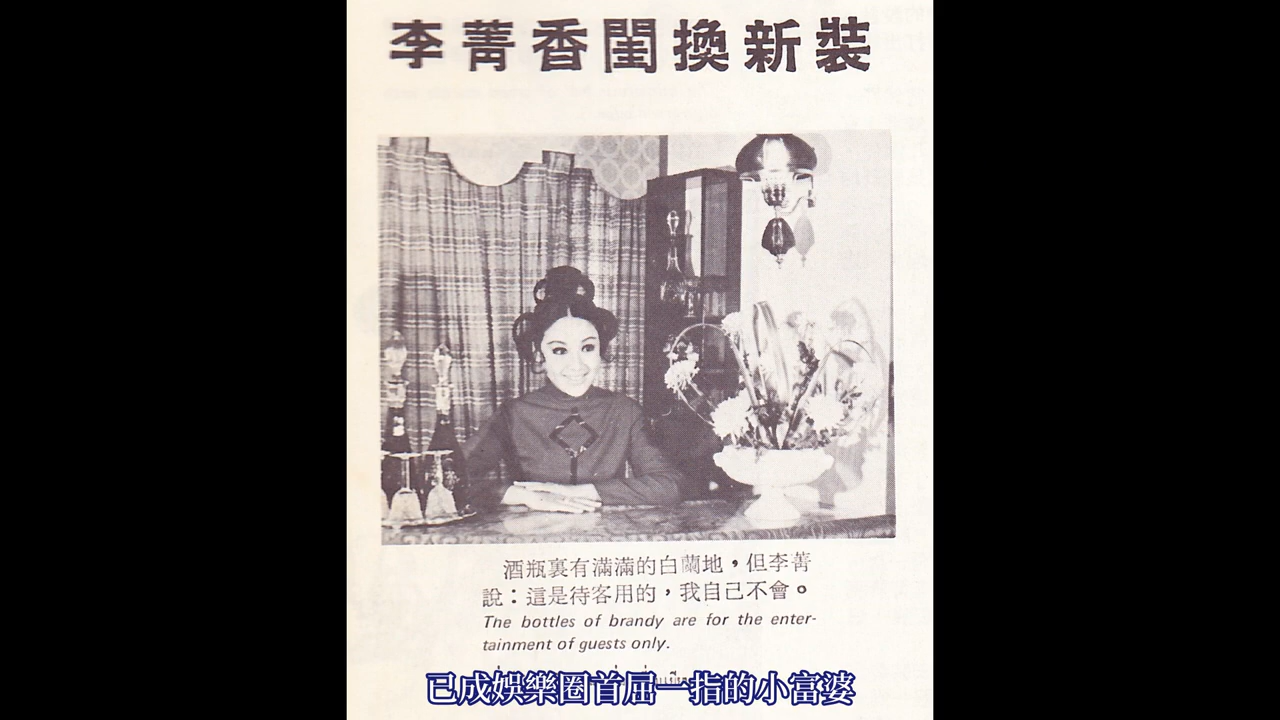 李菁香閨換新裝
酒瓶裏有滿滿的白蘭地，但李菁
說：這是待客用的，我自己不會。
The bottles of brandy are for the enter-
tainment of guests only.
已成娛樂圈首屈一指的小富婆